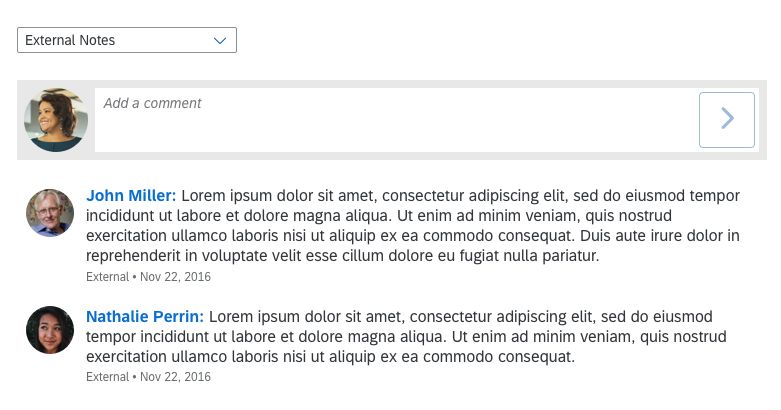 External Notes
Add a comment
John Miller: Lorem ipsum dolor sit amet, consectetur adipiscing elit, sed do eiusmod tempor
incididunt ut labore et dolore magna aliqua. Ut enim ad minim veniam, quis nostrud
exercitation ullamco laboris nisi ut aliquip ex ea commodo consequat. Duis aute irure dolor in
reprehenderit in voluptate velit esse cillum dolore eu fugiat nulla pariatur.
External • Nov 22, 2016
Nathalie Perrin: Lorem ipsum dolor sit amet, consectetur adipiscing elit, sed do eiusmod
tempor incididunt ut labore et dolore magna aliqua. Ut enim ad minim veniam, quis nostrud
exercitation ullamco laboris nisi ut aliquip ex ea commodo consequat.
External • Nov 22, 2016